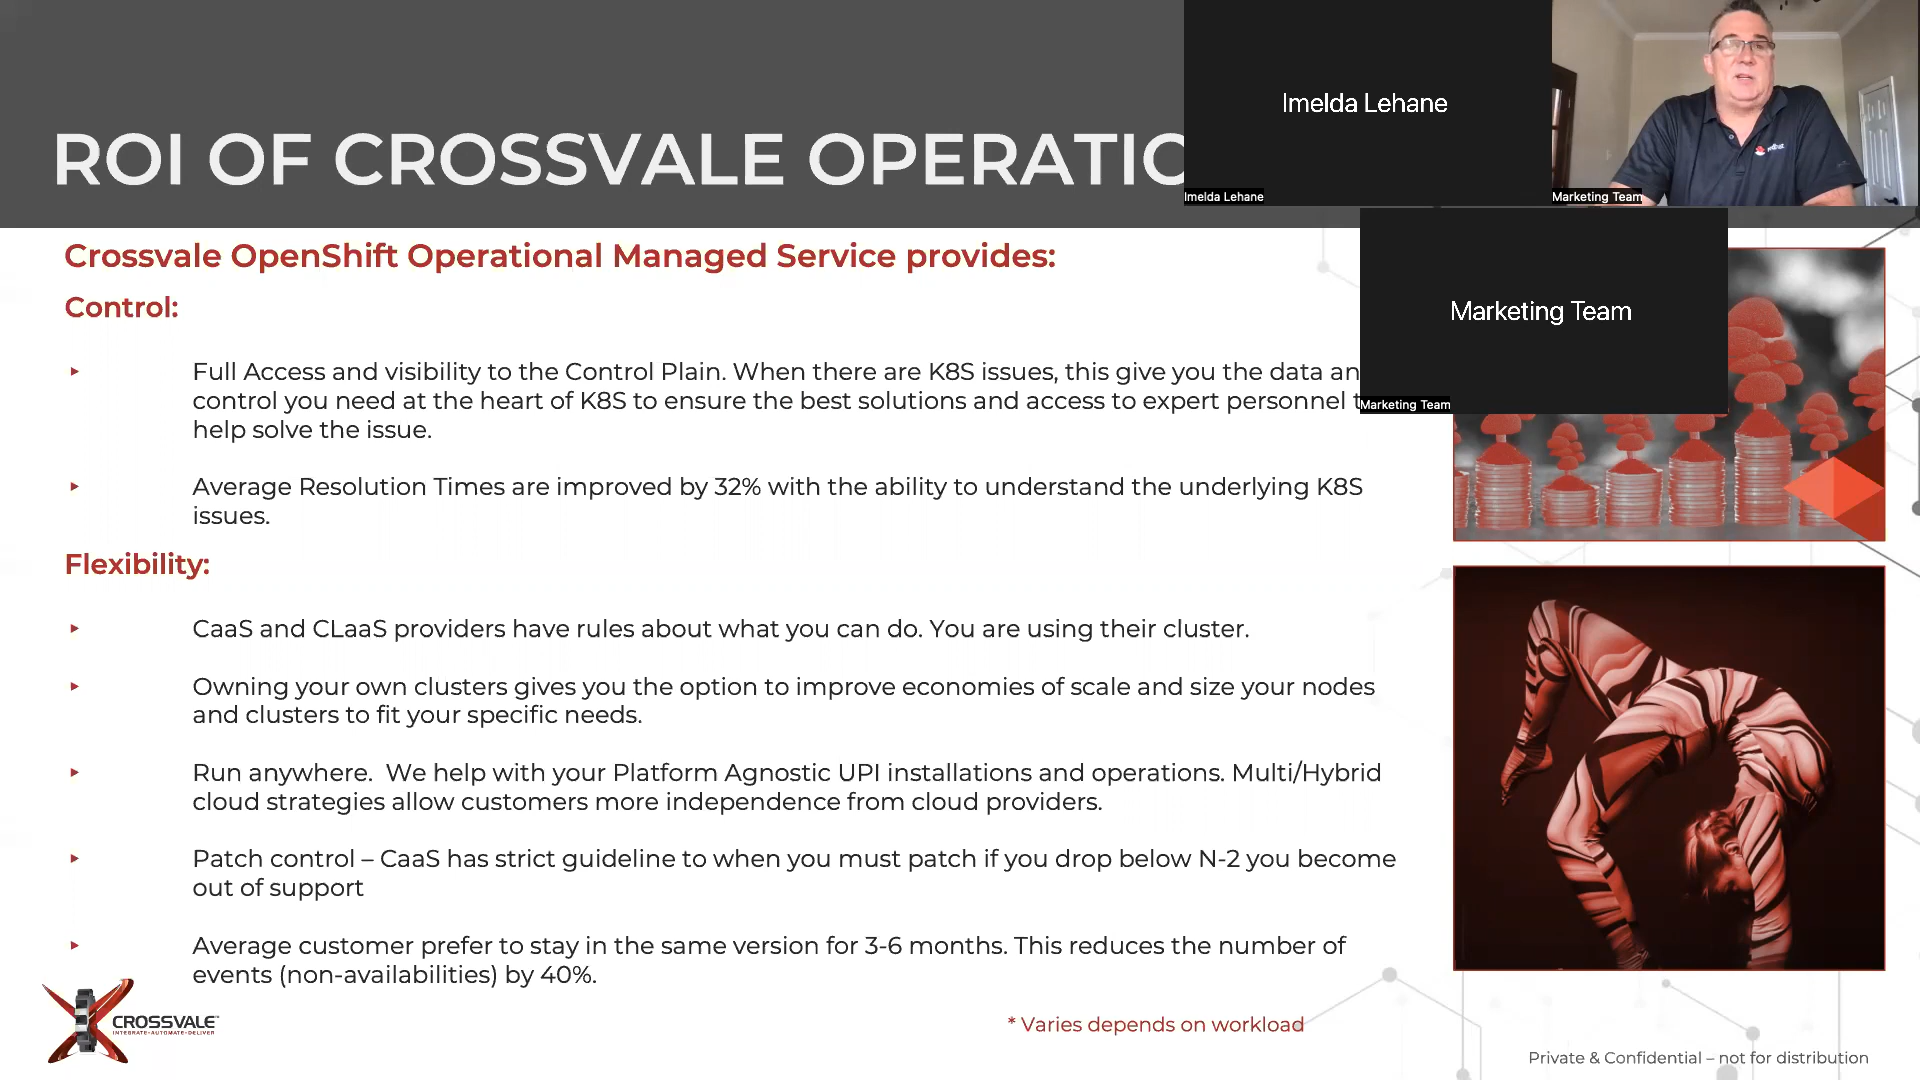 ROI OF CROSSVALE OPERATIO
Imelda Lehane
Imelda Lehane
Marketing Team
Marketing Team
Marketing Team
Crossvale OpenShift Operational Managed Service provides:
Control:
Full Access and visibility to the Control Plain. When there are K8S issues, this give you the data an
control you need at the heart of K8S to ensure the best solutions and access to expert personnel t
help solve the issue.
Average Resolution Times are improved by 32% with the ability to understand the underlying K8S
issues.
Flexibility:
CaaS and CLaaS providers have rules about what you can do. You are using their cluster.
Owning your own clusters gives you the option to improve economies of scale and size your nodes
and clusters to fit your specific needs.
Run anywhere.  We help with your Platform Agnostic UPI installations and operations. Multi/Hybrid
cloud strategies allow customers more independence from cloud providers.
Patch control – CaaS has strict guideline to when you must patch if you drop below N-2 you become
out of support
Average customer prefer to stay in the same version for 3-6 months. This reduces the number of
events (non-availabilities) by 40%.
CROSSVALE™
INTEGRATE•AUTOMATE•DELIVER
* Varies depends on workload
Private & Confidential – not for distribution